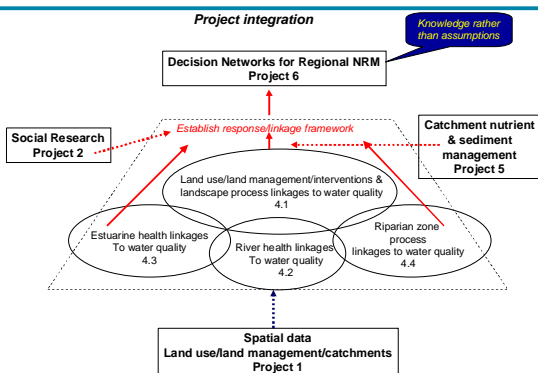 Project integration
Knowledge rather
than assumptions
Decision Networks for Regional NRM
Project 6
Establish response/linkage framework
Social Research
Project 2
Catchment nutrient
& sediment
management
Project 5
Land use/land management/interventions &
landscape process linkages to water quality
4.1
Estuarine health linkages
To water quality
4.3
River health linkages
To water quality
4.2
Riparian zone
process
linkages to water quality
4.4
Spatial data
Land use/land management/catchments
Project 1